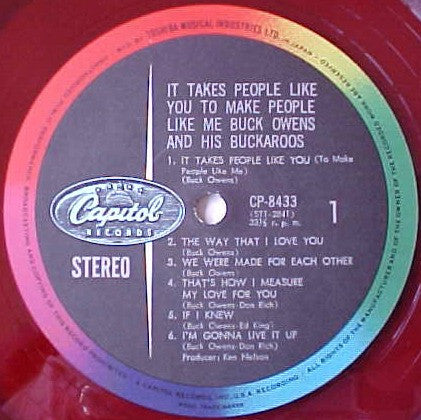 TOSHIBA MUSICAL INDUSTRIES LTD.
IT TAKES PEOPLE LIKE
YOU TO MAKE PEOPLE
LIKE ME BUCK OWENS
AND HIS BUCKAROOS
1. IT TAKES PEOPLE LIKE YOU (To Make
People Like Me)
(Buck Owens)
Capitol
RECORDS
STEREO
CP-8433
(STT-2841)
33⅓ r. p. m.
1
2. THE WAY THAT I LOVE YOU
(Buck Owens)
3. WE WERE MADE FOR EACH OTHER
(Buck Owens
4. THAT'S HOW I MEASURE
MY LOVE FOR YOU
(Buck Owens-Don Rich)
5. IF I KNEW
(Buck Owens-Ed King)
6. I'M GONNA LIVE IT UP
(Buck Owens-Don Rich)
Producer: Ken Nelson
CAPITOL RECORDS, INC., U.S.A.